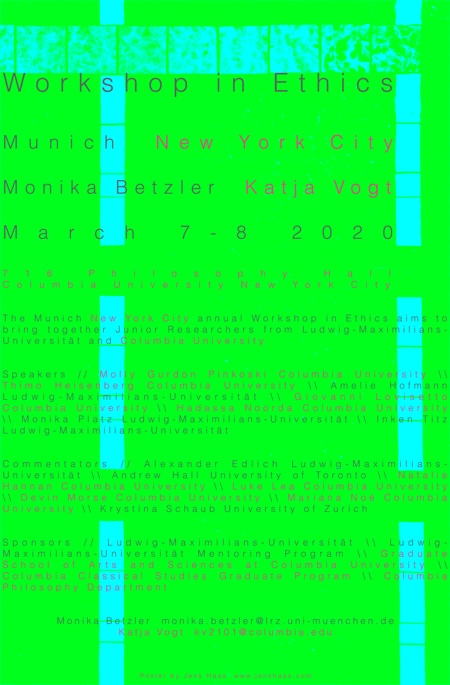 Workshop in Ethics
Munich New York City
Monika Betzler Katja Vogt
March 7-8 2020
716 Philosophy Hall
Columbia University New York City
The Munich New York City annual Workshop in Ethics aims to
bring together Junior Researchers from Ludwig-Maximilians-
Universität and Columbia University
Speakers // Molly Gurdon Pinkoski Columbia University \\
Thimo Heisenberg Columbia University \\ Amelie Hofmann
Ludwig-Maximilians-Universität \\ Giovanni Lovisetto
Columbia University \\ Hadassa Noorda Columbia University
\\ Monika Platz Ludwig-Maximilians-Universität \\ Inken Titz
Ludwig-Maximilians-Universität
Commentators // Alexander Edlich Ludwig-Maximilians-
Universität \\ Andrew Hall University of Toronto \\ Natalie
Hannan Columbia University \\ Luke Lea Columbia University
\\ Devin Morse Columbia University \\ Mariana Noé Columbia
University \\ Krystina Schaub University of Zurich
Sponsors // Ludwig-Maximilians-Universität \\ Ludwig-
Maximilians-Universität Mentoring Program \\ Graduate
School of Arts and Sciences at Columbia University \\
Columbia Classical Studies Graduate Program \\ Columbia
Philosophy Department
Monika Betzler monika.betzler@lrz.uni-muenchen.de
Katja Vogt kv2101@columbia.edu
Poster by Jens Haas www.jenshaas.com